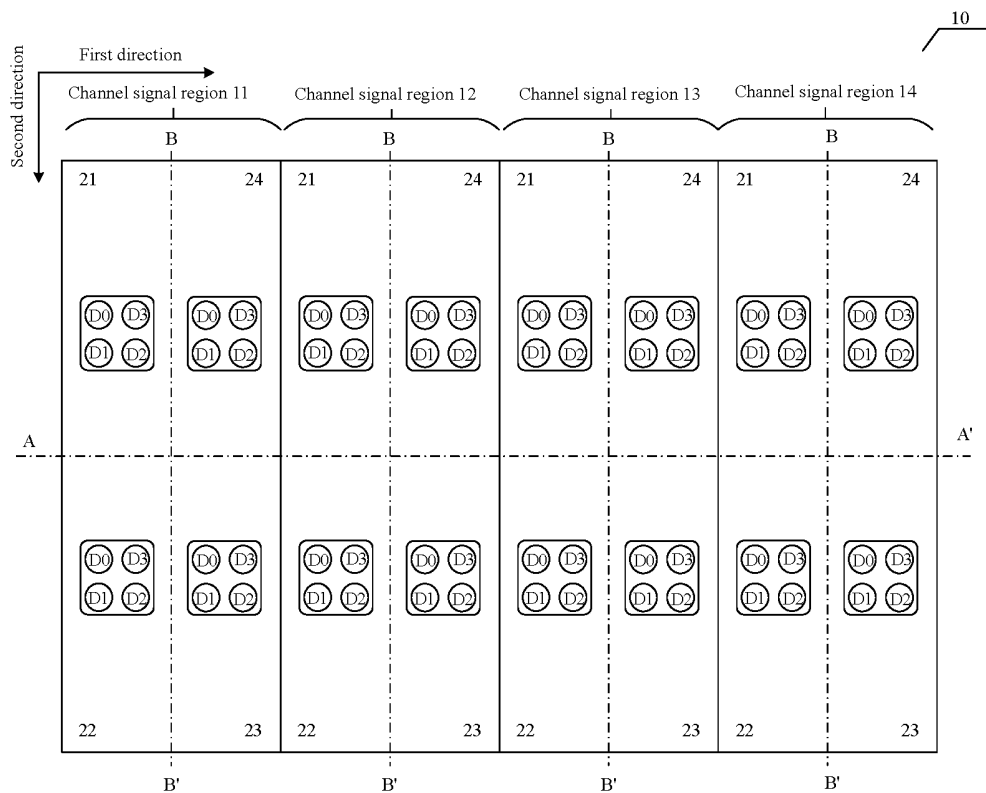 10
First direction
Second direction
Channel signal region 11 Channel signal region 12 Channel signal region 13 Channel signal region 14
B B B B
21 24 21 24 21 24 21 24
D0 D3 D0 D3 D0 D3 D0 D3 D0 D3 D0 D3 D0 D3 D0 D3
D1 D2 D1 D2 D1 D2 D1 D2 D1 D2 D1 D2 D1 D2 D1 D2
A A'
D0 D3 D0 D3 D0 D3 D0 D3 D0 D3 D0 D3 D0 D3 D0 D3
D1 D2 D1 D2 D1 D2 D1 D2 D1 D2 D1 D2 D1 D2 D1 D2
22 23 22 23 22 23 22 23
B' B' B' B'